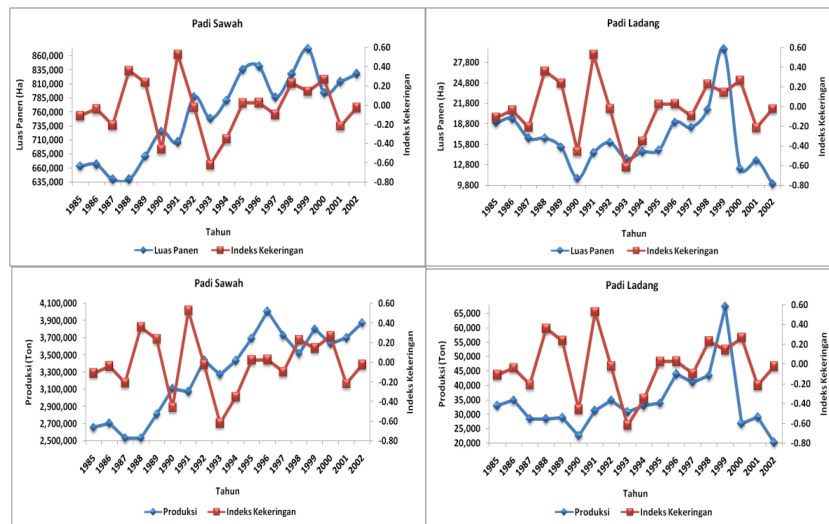 Padi Sawah
Luas Panen (Ha)
860,000
835,000
810,000
785,000
760,000
735,000
710,000
685,000
660,000
635,000
0.60
0.40
0.20
0.00
-0.20
-0.40
-0.60
-0.80
Indeks Kekeringan
1985 1986 1987 1988 1989 1990 1991 1992 1993 1994 1995 1996 1997 1998 1999 2000 2001 2002
Tahun
Luas Panen Indeks Kekeringan
Padi Ladang
Luas Panen (Ha)
27,800
24,800
21,800
18,800
15,800
12,800
9,800
0.60
0.40
0.20
0.00
-0.20
-0.40
-0.60
-0.80
Indeks Kekeringan
1985 1986 1987 1988 1989 1990 1991 1992 1993 1994 1995 1996 1997 1998 1999 2000 2001 2002
Tahun
Luas Panen Indeks Kekeringan
Padi Sawah
Produksi (Ton)
4,100,000
3,900,000
3,700,000
3,500,000
3,300,000
3,100,000
2,900,000
2,700,000
2,500,000
0.60
0.40
0.20
0.00
-0.20
-0.40
-0.60
-0.80
Indeks Kekeringan
1985 1986 1987 1988 1989 1990 1991 1992 1993 1994 1995 1996 1997 1998 1999 2000 2001 2002
Tahun
Produksi Indeks Kekeringan
Padi Ladang
Produksi (Ton)
65,000
60,000
55,000
50,000
45,000
40,000
35,000
30,000
25,000
20,000
0.60
0.40
0.20
0.00
-0.20
-0.40
-0.60
-0.80
Indeks Kekeringan
1985 1986 1987 1988 1989 1990 1991 1992 1993 1994 1995 1996 1997 1998 1999 2000 2001 2002
Tahun
Produksi Indeks Kekeringan